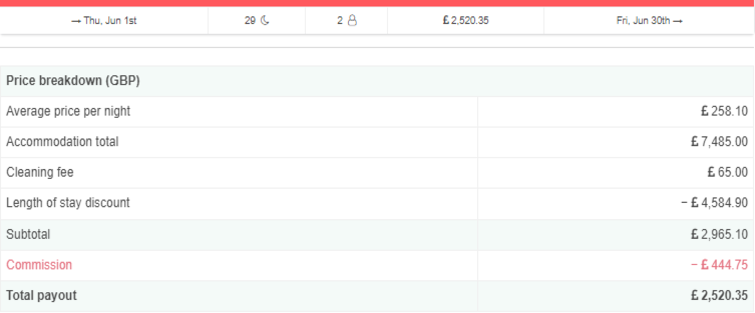 → Thu, Jun 1st 29 2 £2,520.35 Fri, Jun 30th →
Price breakdown (GBP)
Average price per night £258.10
Accommodation total £7,485.00
Cleaning fee £65.00
Length of stay discount − £4,584.90
Subtotal £2,965.10
Commission − £444.75
Total payout £2,520.35